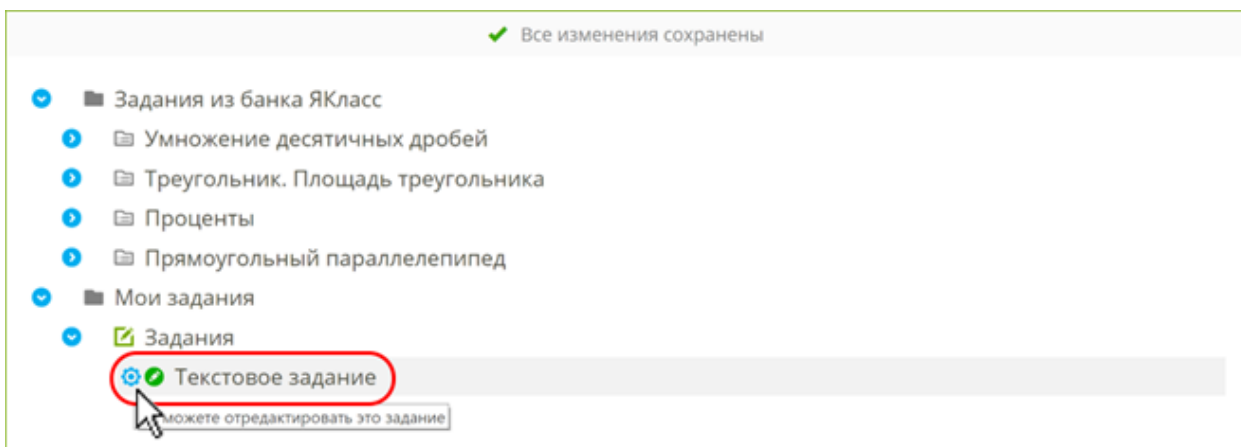 Все изменения сохранены
Задания из банка ЯКласс
Умножение десятичных дробей
Треугольник. Площадь треугольника
Проценты
Прямоугольный параллелепипед
Мои задания
Задания
Текстовое задание
можете отредактировать это задание